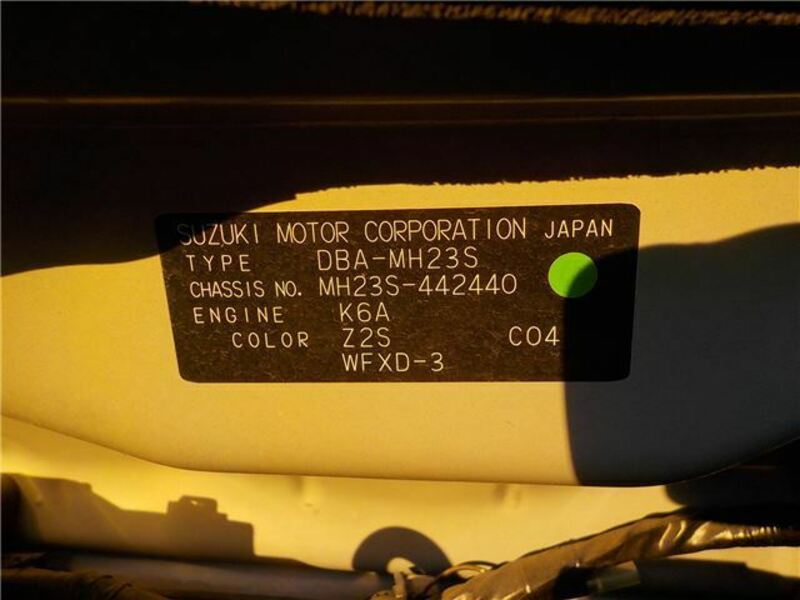 SUZUKI MOTOR CORPORATION JAPAN
TYPE DBA-MH23S
CHASSIS NO. MH23S-442440
ENGINE K6A
COLOR Z2S C04
WFXD-3